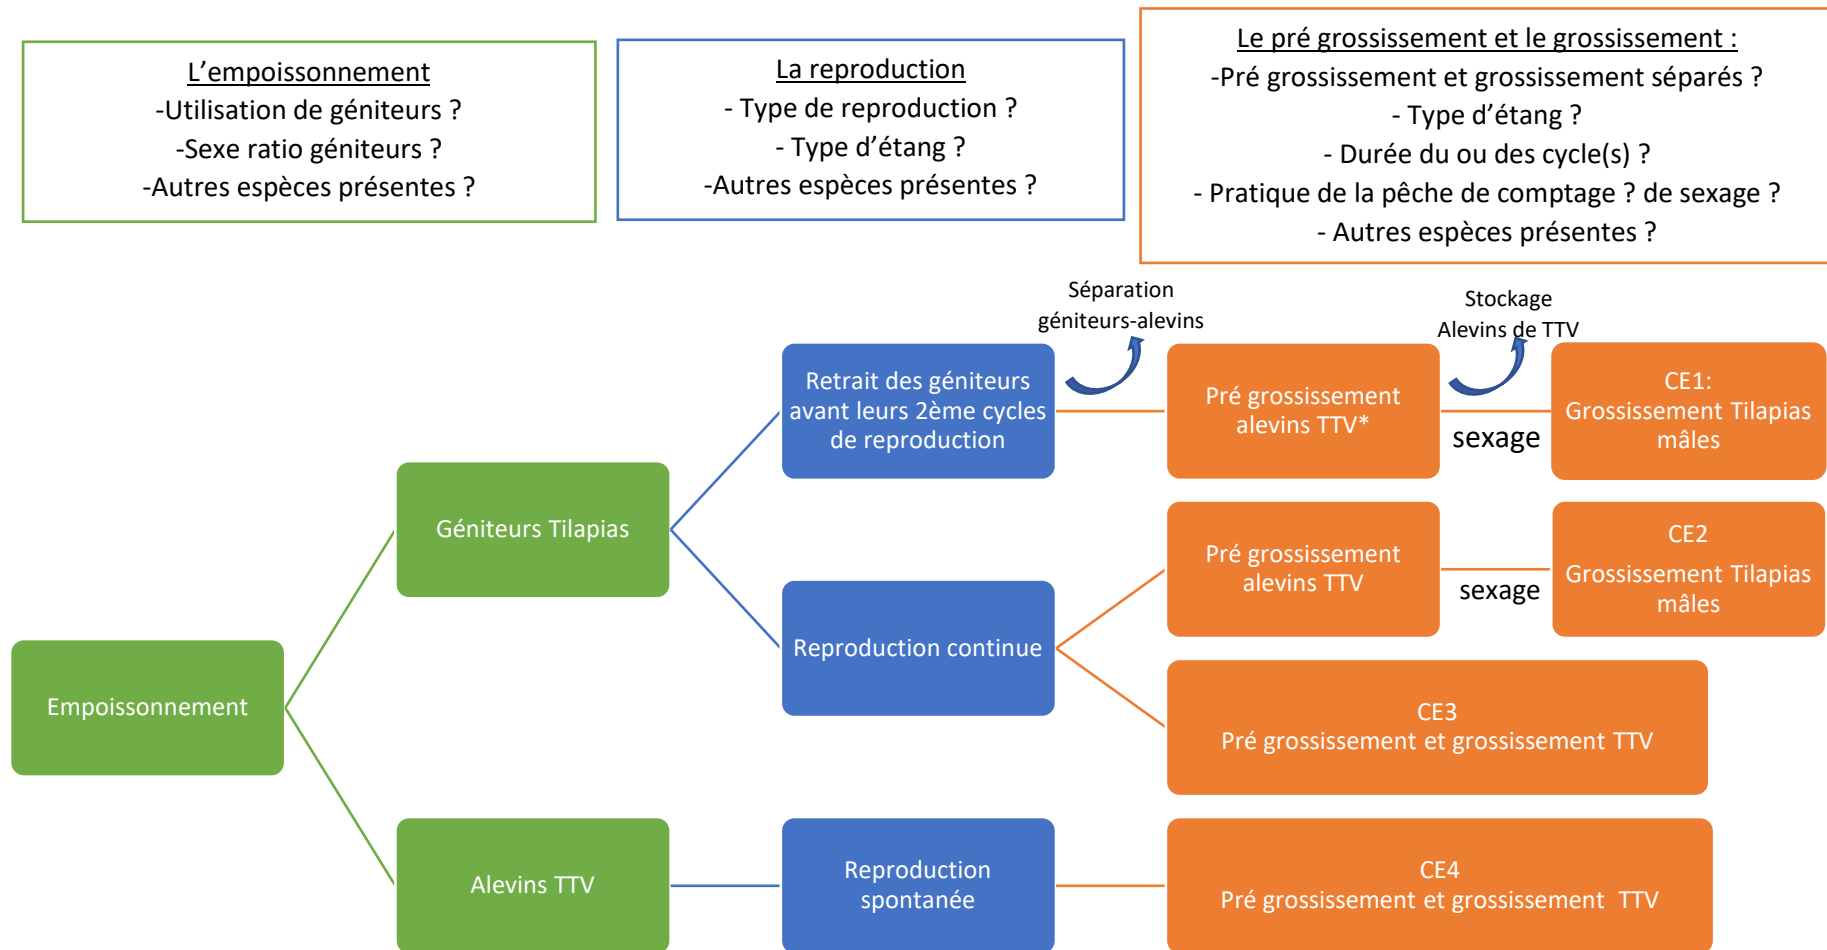 L’empoissonnement
-Utilisation de géniteurs ?
-Sexe ratio géniteurs ?
-Autres espèces présentes ?
La reproduction
- Type de reproduction ?
- Type d’étang ?
-Autres espèces présentes ?
Le pré grossissement et le grossissement :
-Pré grossissement et grossissement séparés ?
- Type d’étang ?
- Durée du ou des cycle(s) ?
- Pratique de la pêche de comptage ? de sexage ?
- Autres espèces présentes ?
Séparation
géniteurs-alevins
Stockage
Alevins de TTV
Retrait des géniteurs
avant leurs 2ème cycles
de reproduction
Pré grossissement
alevins TTV*
sexage
CE1:
Grossissement Tilapias
mâles
Géniteurs Tilapias
Pré grossissement
alevins TTV
sexage
CE2
Grossissement Tilapias
mâles
Reproduction continue
Empoissonnement
CE3
Pré grossissement et grossissement TTV
Alevins TTV
Reproduction
spontanée
CE4
Pré grossissement et grossissement  TTV